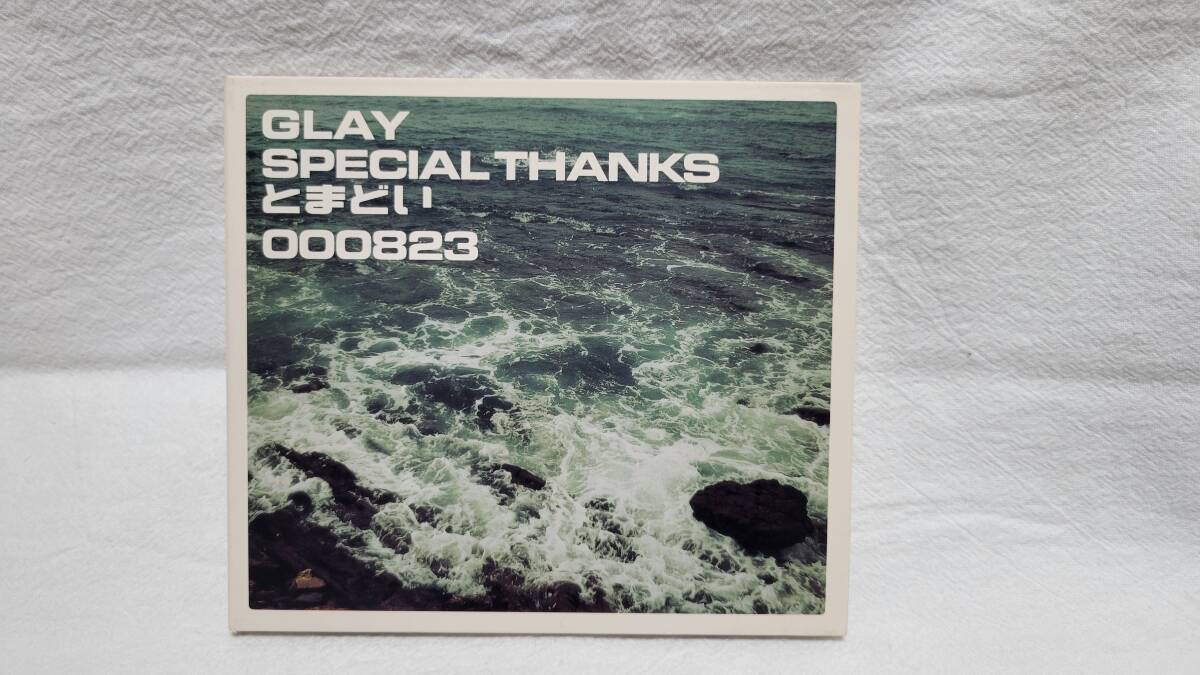 GLAY
SPECIAL THANKS
とまどい
000823